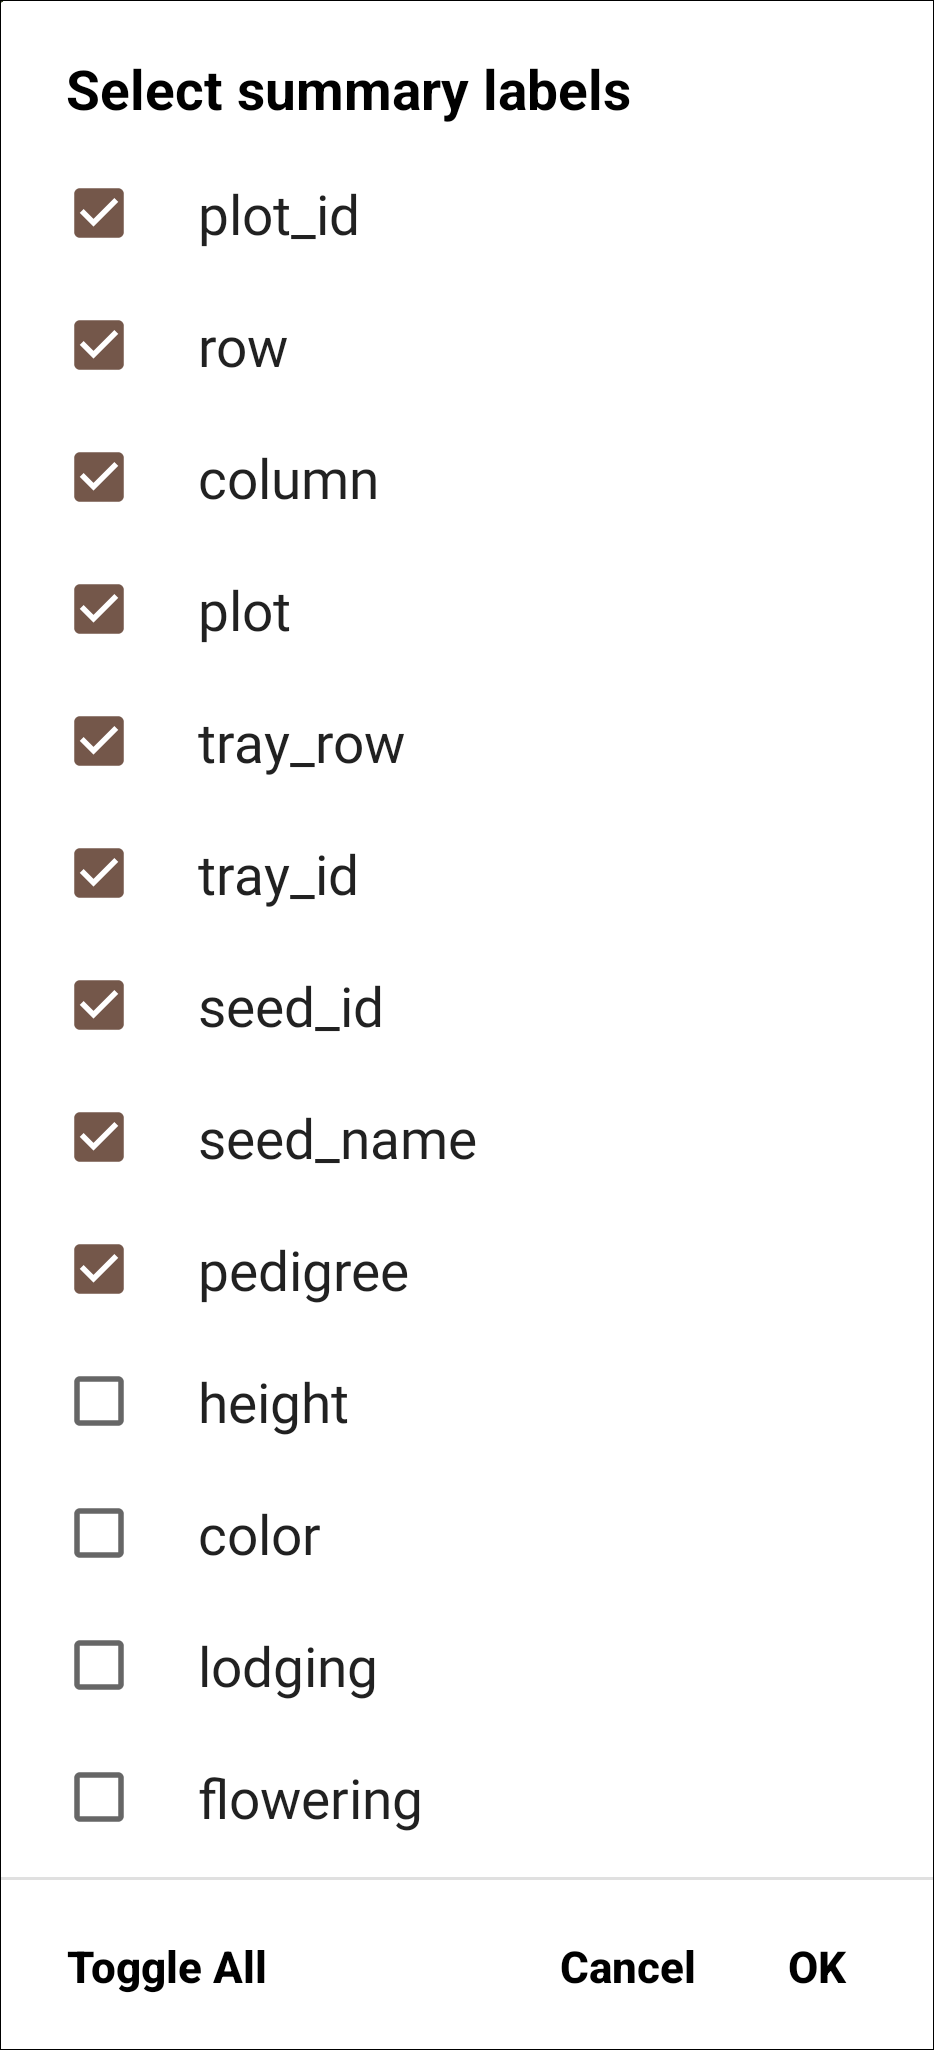 Select summary labels
plot_id
row
column
plot
tray_row
tray_id
seed_id
seed_name
pedigree
height
color
lodging
flowering
Toggle All Cancel OK